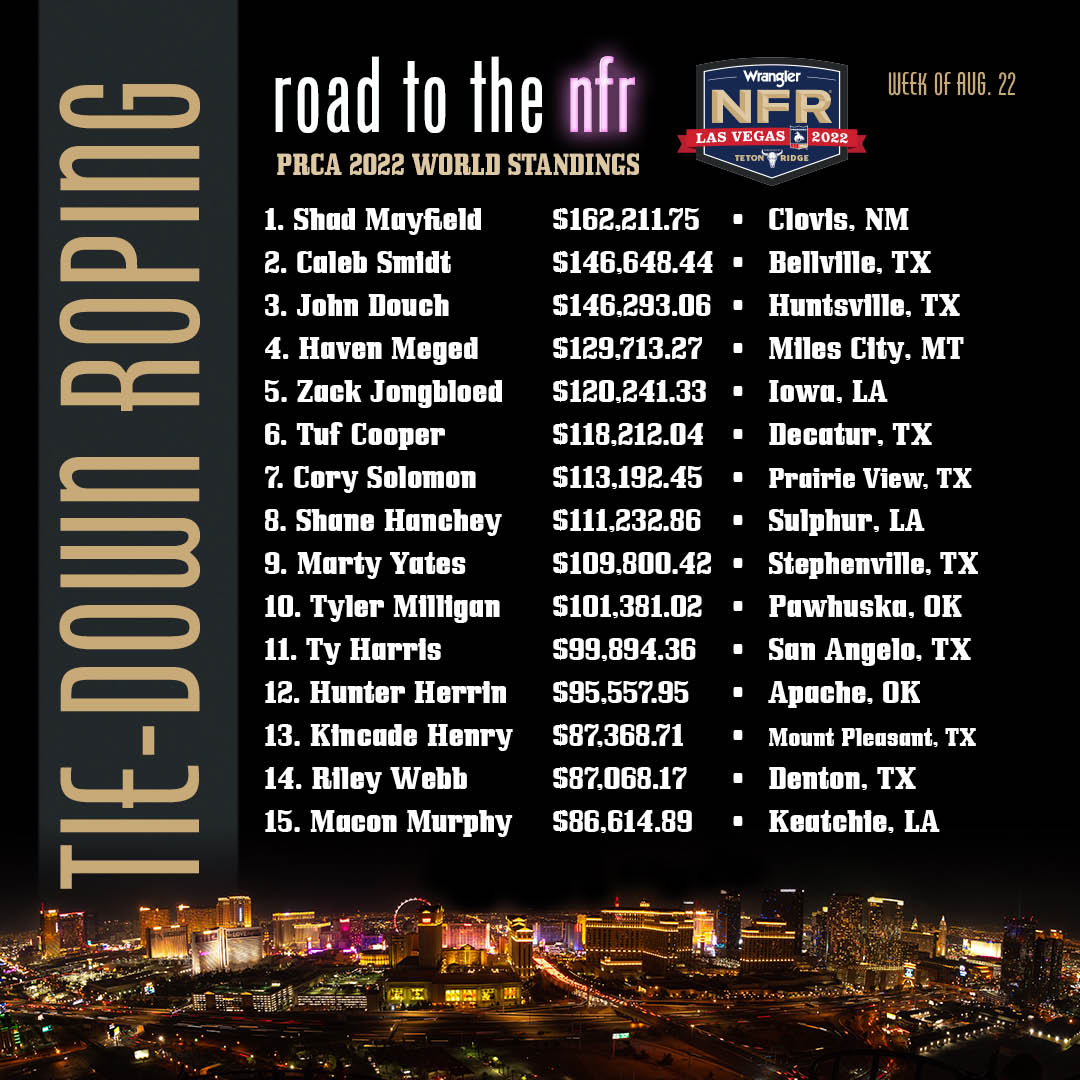 TIE-DOWN ROPING
road to the nfr
PRCA 2022 WORLD STANDINGS
Wrangler
NFR
LAS VEGAS 2022
TETON RIDGE
WEEK OF AUG. 22
1. Shad Mayfield $162,211.75 • Clovis, NM
2. Caleb Smidt $146,648.44 • Bellville, TX
3. John Douch $146,293.06 • Huntsville, TX
4. Haven Meged $129,713.27 • Miles City, MT
5. Zack Jongbloed $120,241.33 • Iowa, LA
6. Tuf Cooper $118,212.04 • Decatur, TX
7. Cory Solomon $113,192.45 • Prairie View, TX
8. Shane Hanchey $111,232.86 • Sulphur, LA
9. Marty Yates $109,800.42 • Stephenville, TX
10. Tyler Milligan $101,381.02 • Pawhuska, OK
11. Ty Harris $99,894.36 • San Angelo, TX
12. Hunter Herrin $95,557.95 • Apache, OK
13. Kincade Henry $87,368.71 • Mount Pleasant, TX
14. Riley Webb $87,068.17 • Denton, TX
15. Macon Murphy $86,614.89 • Keatchie, LA